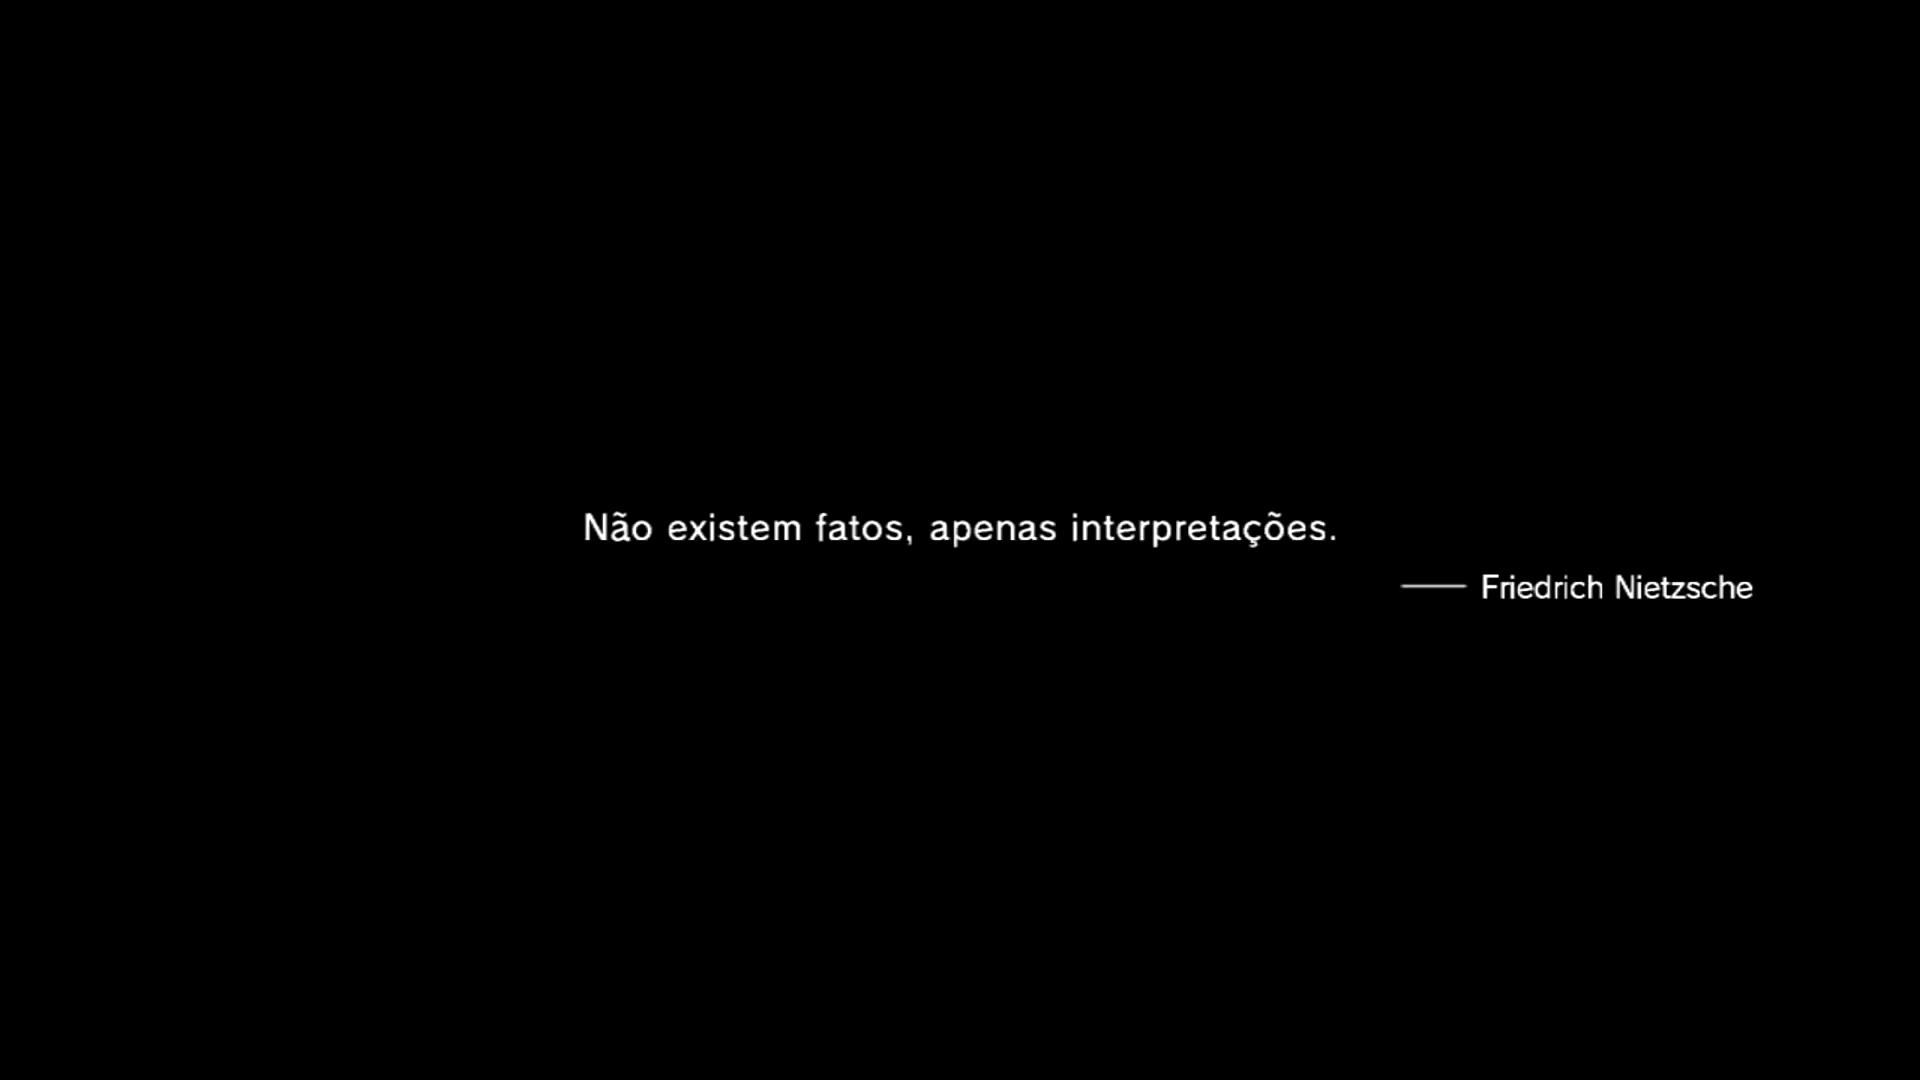 Não existem fatos, apenas interpretações.
—— Friedrich Nietzsche